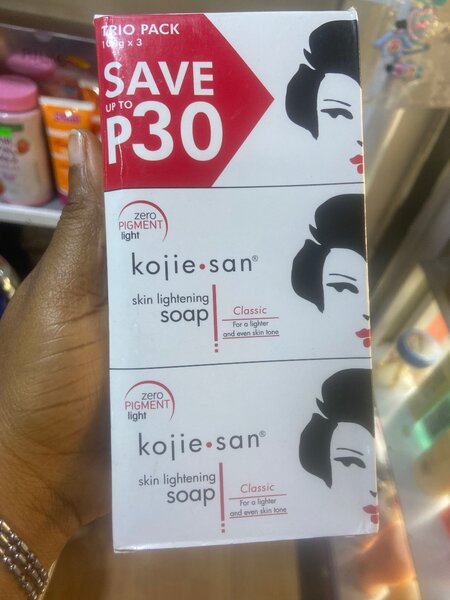 TRIO PACK
100g x 3
SAVE
UP TO
P30
zero
PIGMENT
light
kojie•san®
skin lightening
soap
Classic
For a lighter
and even skin tone
zero
PIGMENT
light
kojie•san®
skin lightening
soap
Classic
For a lighter
and even skin tone